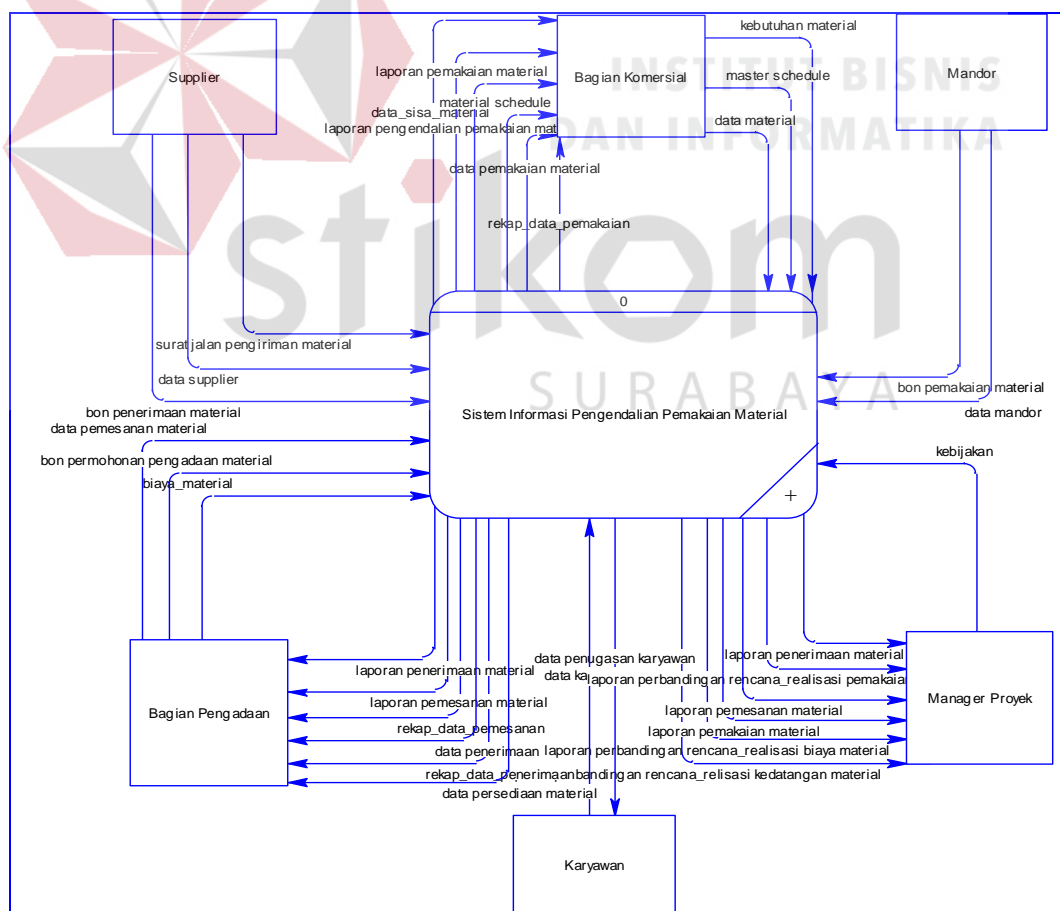 Supplier
Bagian Komersial
Mandor
kebutuhan material
master schedule
data material
laporan pemakaian material
material schedule
data_sisa_material
laporan pengendalian pemakaian mat
data pemakaian material
rekap_data_pemakaian
INSTITUT BISNIS
DAN INFORMATIKA
stikom
SURABAYA
0
Sistem Informasi Pengendalian Pemakaian Material
+
surat jalan pengiriman material
data supplier
bon penerimaan material
data pemesanan material
bon permohonan pengadaan material
biaya_material
bon pemakaian material
data mandor
kebijakan
Bagian Pengadaan
laporan penerimaan material
laporan pemesanan material
rekap_data_pemesanan
data penerimaan
rekap_data_penerimaan
data persediaan material
data penugasan karyawan
data ka
laporan penerimaan material
laporan perbandingan rencana_realisasi pemakaia
laporan pemesanan material
laporan pemakaian material
laporan perbandingan rencana_realisasi biaya material
bandingan rencana_relisasi kedatangan material
Manager Proyek
Karyawan